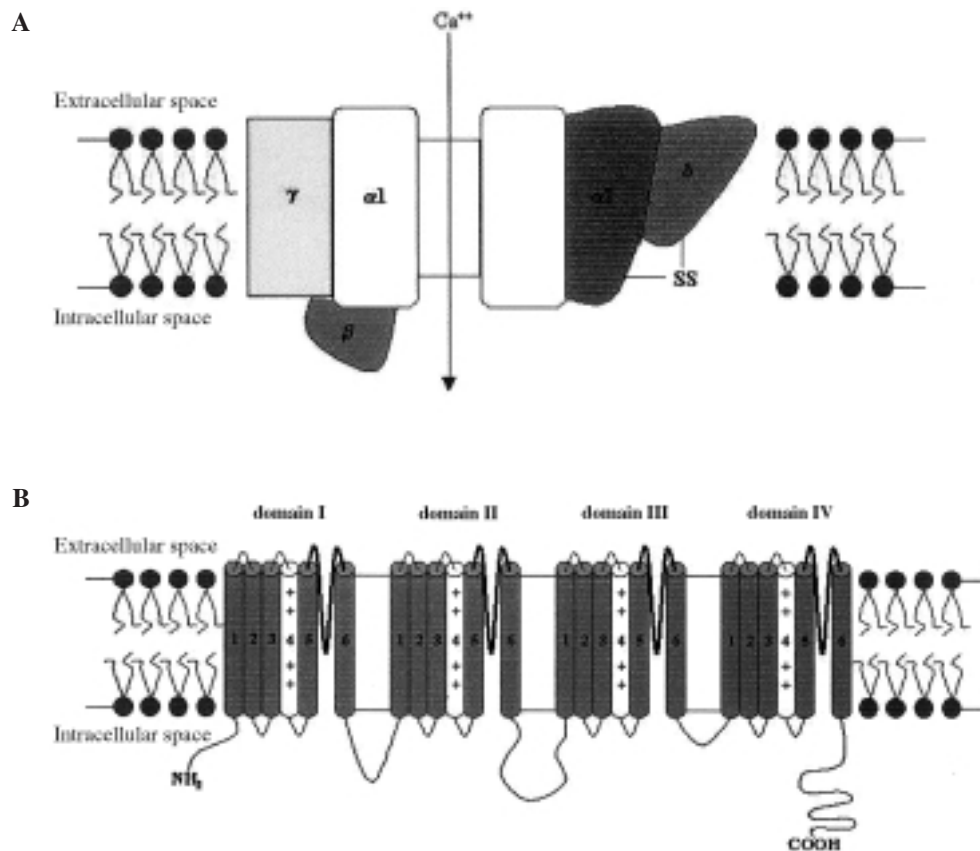 A
Ca⁺⁺
Extracellular space
γ
α1
α2
δ
SS
Intracellular space
β
B
domain I domain II domain III domain IV
Extracellular space
1 2 3 4 5 6 1 2 3 4 5 6 1 2 3 4 5 6 1 2 3 4 5 6
+ + + +
+ + + +
+ + + +
+ + + +
Intracellular space
NH₂
COOH